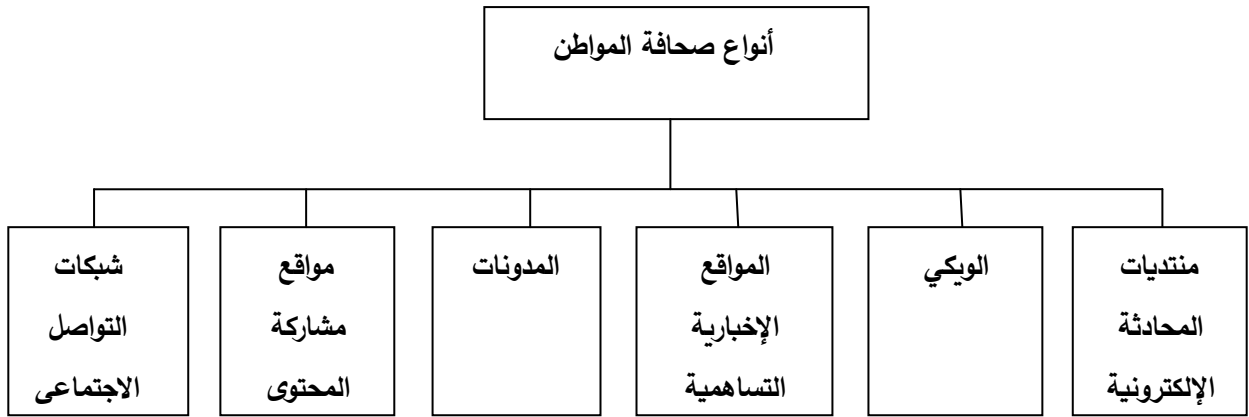 أنواع صحافة المواطن
منتديات
المحادثة
الإلكترونية
الويكي
المواقع
الإخبارية
التساهمية
المدونات
مواقع
مشاركة
المحتوى
شبكات
التواصل
الاجتماعى